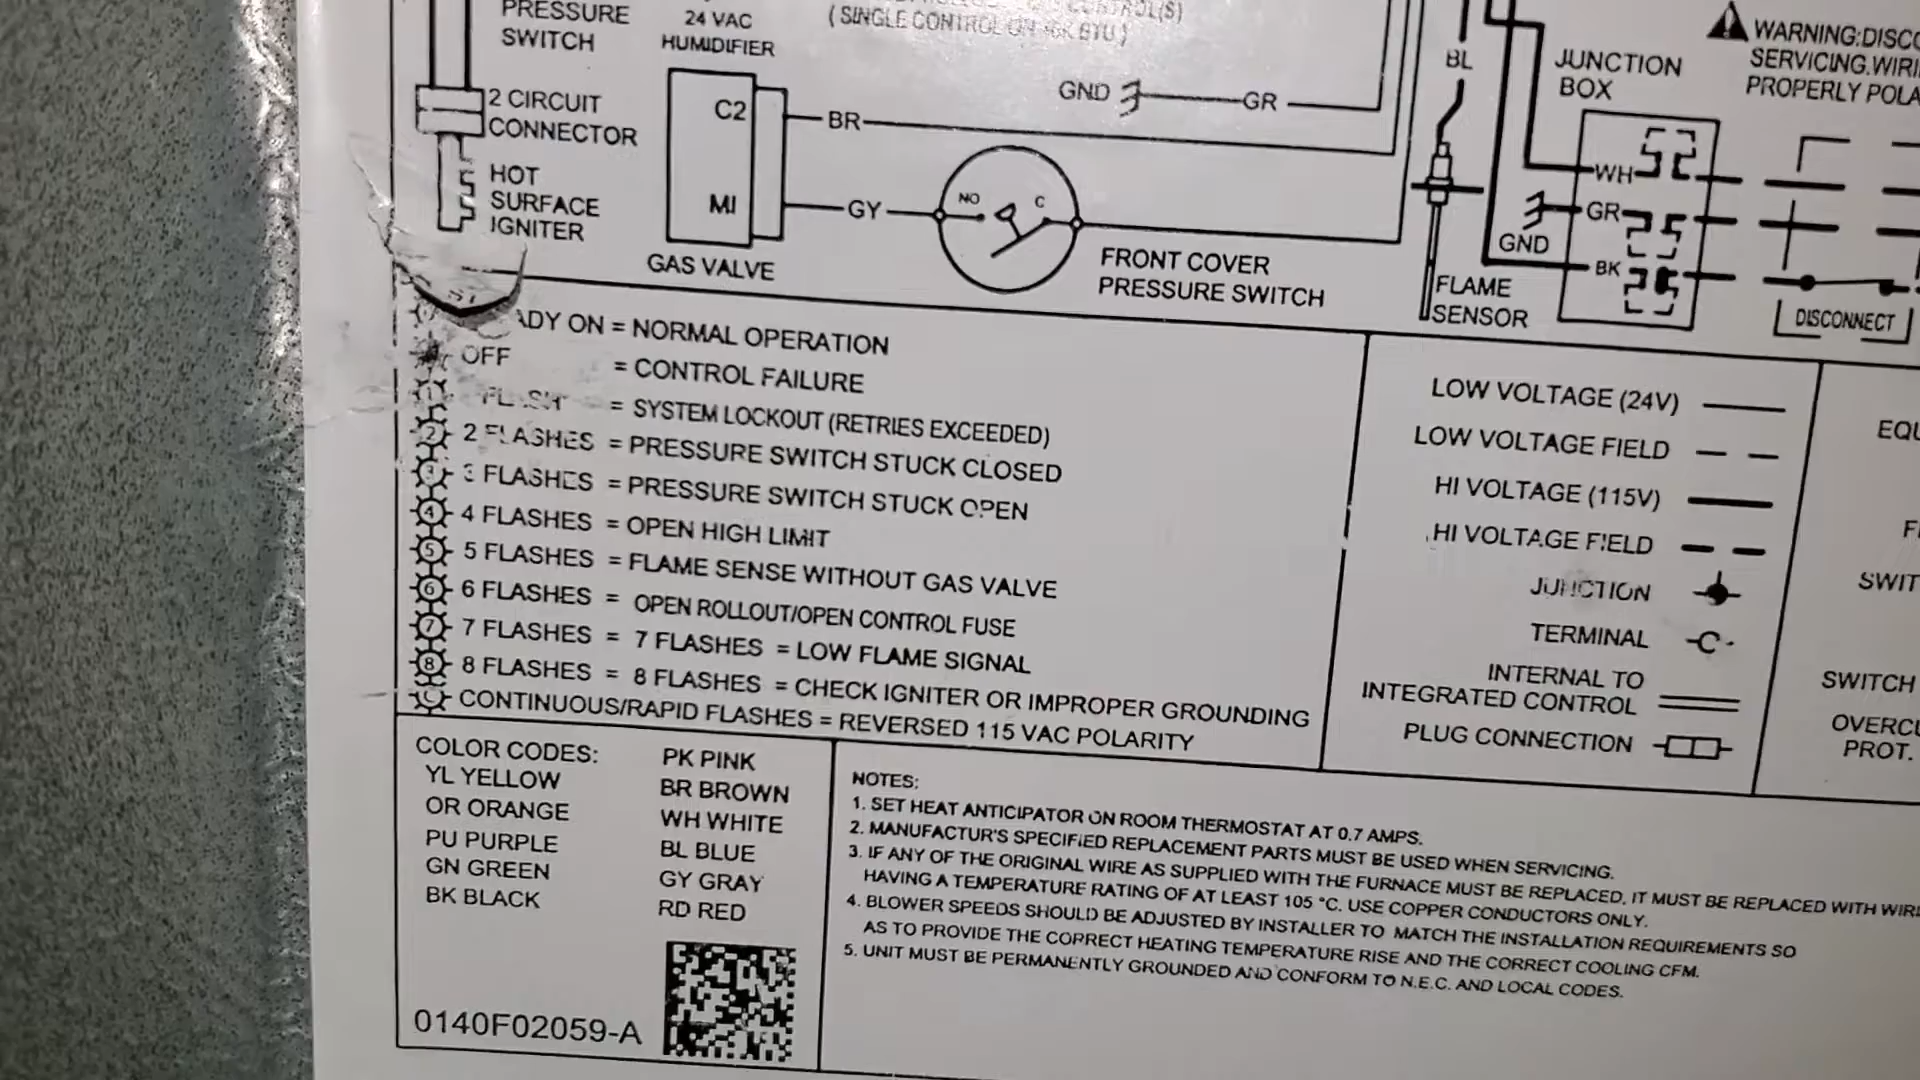 PRESSURE
SWITCH
24 VAC
HUMIDIFIER
(SINGLE CONTROL ON BTU)
2 CIRCUIT
CONNECTOR
HOT
SURFACE
IGNITER
C2
MI
GAS VALVE
BR
GY
GND
GR
NO
C
FRONT COVER
PRESSURE SWITCH
BL
FLAME
SENSOR
JUNCTION
BOX
WH
GR
GND
BK
DISCONNECT
WARNING:DISCO
SERVICING.WIRI
PROPERLY POLA
ADY ON = NORMAL OPERATION
OFF = CONTROL FAILURE
1 FLASH = SYSTEM LOCKOUT (RETRIES EXCEEDED)
2 2 FLASHES = PRESSURE SWITCH STUCK CLOSED
3 3 FLASHES = PRESSURE SWITCH STUCK OPEN
4 4 FLASHES = OPEN HIGH LIMIT
5 5 FLASHES = FLAME SENSE WITHOUT GAS VALVE
6 6 FLASHES = OPEN ROLLOUT/OPEN CONTROL FUSE
7 7 FLASHES = 7 FLASHES = LOW FLAME SIGNAL
8 8 FLASHES = 8 FLASHES = CHECK IGNITER OR IMPROPER GROUNDING
C CONTINUOUS/RAPID FLASHES = REVERSED 115 VAC POLARITY
LOW VOLTAGE (24V)
LOW VOLTAGE FIELD
HI VOLTAGE (115V)
HI VOLTAGE FIELD
JUNCTION
TERMINAL
INTERNAL TO
INTEGRATED CONTROL
PLUG CONNECTION
EQU
F
SWIT
SWITCH
OVERCU
PROT.
COLOR CODES:
YL YELLOW
OR ORANGE
PU PURPLE
GN GREEN
BK BLACK
PK PINK
BR BROWN
WH WHITE
BL BLUE
GY GRAY
RD RED
0140F02059-A
NOTES:
1. SET HEAT ANTICIPATOR ON ROOM THERMOSTAT AT 0.7 AMPS.
2. MANUFACTUR'S SPECIFIED REPLACEMENT PARTS MUST BE USED WHEN SERVICING.
3. IF ANY OF THE ORIGINAL WIRE AS SUPPLIED WITH THE FURNACE MUST BE REPLACED, IT MUST BE REPLACED WITH WIR
HAVING A TEMPERATURE RATING OF AT LEAST 105 °C. USE COPPER CONDUCTORS ONLY.
4. BLOWER SPEEDS SHOULD BE ADJUSTED BY INSTALLER TO MATCH THE INSTALLATION REQUIREMENTS SO
AS TO PROVIDE THE CORRECT HEATING TEMPERATURE RISE AND THE CORRECT COOLING CFM.
5. UNIT MUST BE PERMANENTLY GROUNDED AND CONFORM TO N.E.C. AND LOCAL CODES.